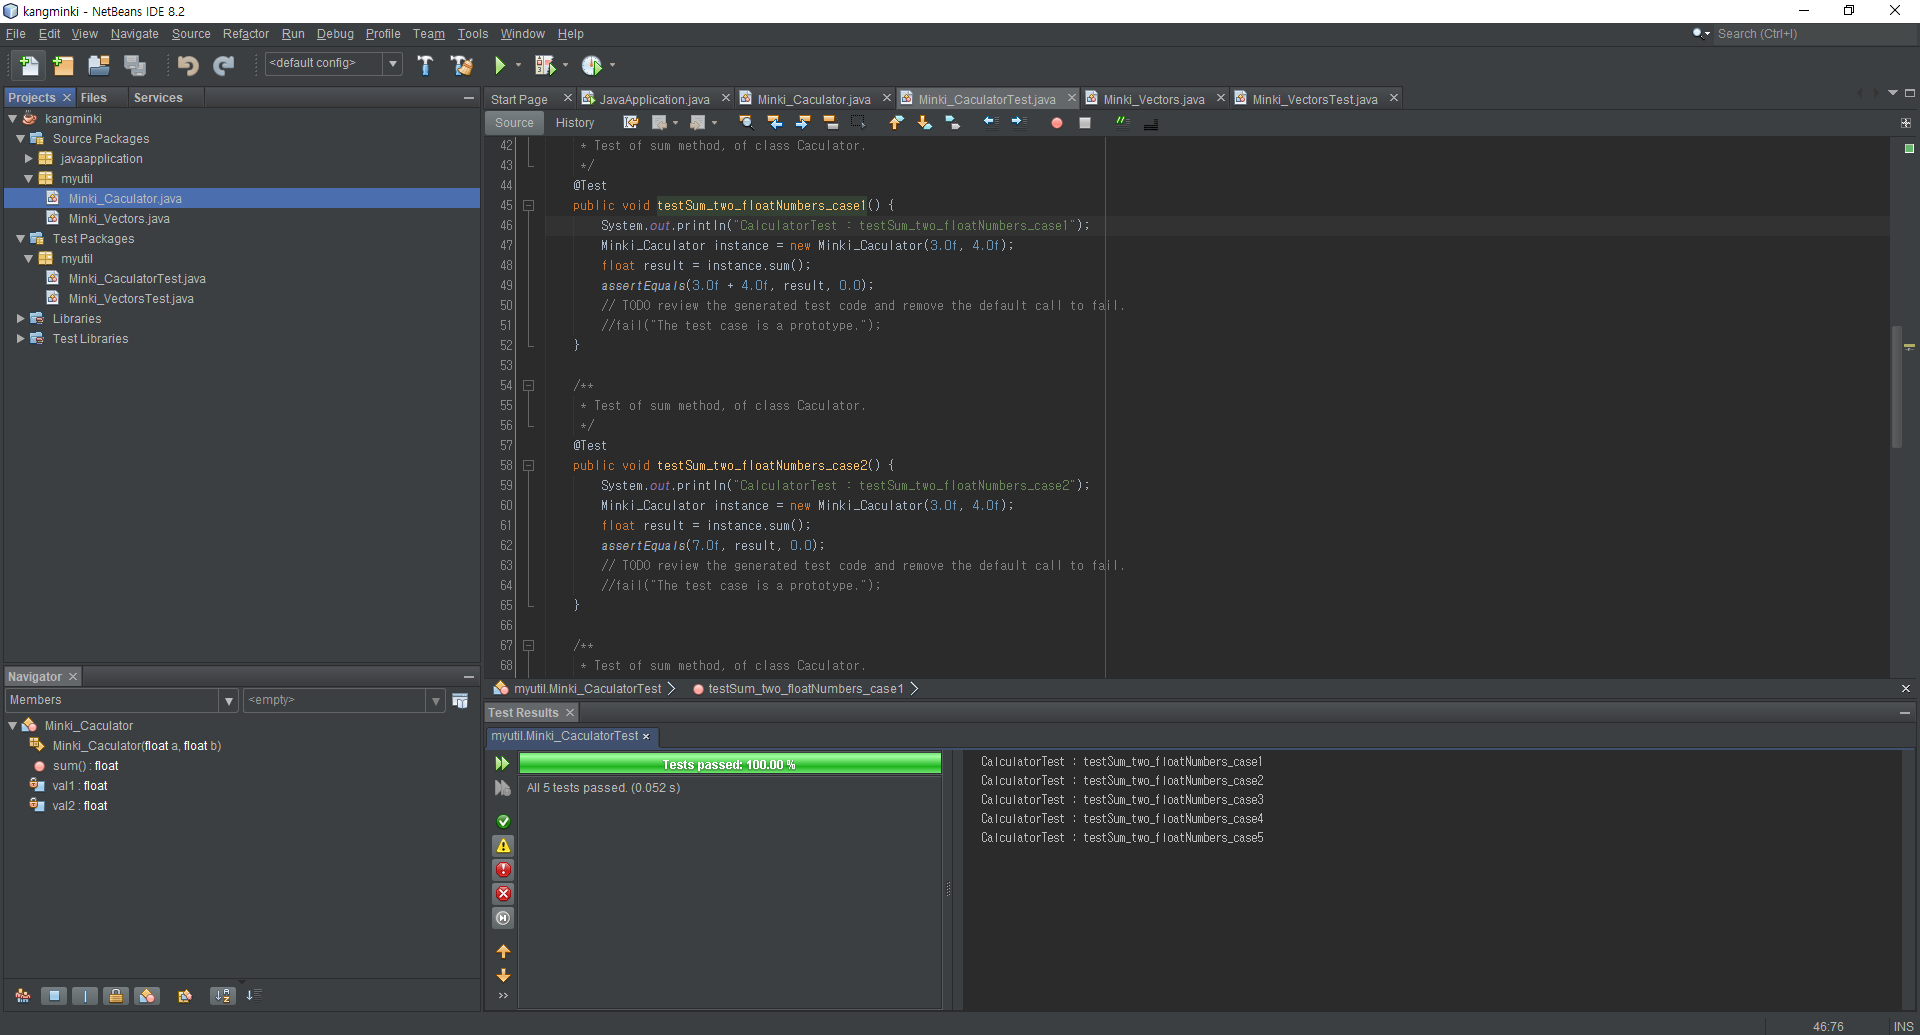 kangminki - NetBeans IDE 8.2
File Edit View Navigate Source Refactor Run Debug Profile Team Tools Window Help
Search (Ctrl+I)
<default config>
Projects Files Services
kangminki
Source Packages
javaapplication
myutil
Minki_Caculator.java
Minki_Vectors.java
Test Packages
myutil
Minki_CaculatorTest.java
Minki_VectorsTest.java
Libraries
Test Libraries
Start Page JavaApplication.java Minki_Caculator.java Minki_CaculatorTest.java Minki_Vectors.java Minki_VectorsTest.java
Source History
42 * Test of sum method, of class Caculator.
43 */
44 @Test
45 public void testSum_two_floatNumbers_case1() {
46 System.out.println("CalculatorTest : testSum_two_floatNumbers_case1");
47 Minki_Caculator instance = new Minki_Caculator(3.0f, 4.0f);
48 float result = instance.sum();
49 assertEquals(3.0f + 4.0f, result, 0.0);
50 // TODO review the generated test code and remove the default call to fail.
51 //fail("The test case is a prototype.");
52 }
53
54 /**
55 * Test of sum method, of class Caculator.
56 */
57 @Test
58 public void testSum_two_floatNumbers_case2() {
59 System.out.println("CalculatorTest : testSum_two_floatNumbers_case2");
60 Minki_Caculator instance = new Minki_Caculator(3.0f, 4.0f);
61 float result = instance.sum();
62 assertEquals(7.0f, result, 0.0);
63 // TODO review the generated test code and remove the default call to fail.
64 //fail("The test case is a prototype.");
65 }
66
67 /**
68 * Test of sum method, of class Caculator.
myutil.Minki_CaculatorTest testSum_two_floatNumbers_case1
Navigator
Members <empty>
Minki_Caculator
Minki_Caculator(float a, float b)
sum() : float
val1 : float
val2 : float
Test Results
myutil.Minki_CaculatorTest
Tests passed: 100.00 %
All 5 tests passed. (0.052 s)
CalculatorTest : testSum_two_floatNumbers_case1
CalculatorTest : testSum_two_floatNumbers_case2
CalculatorTest : testSum_two_floatNumbers_case3
CalculatorTest : testSum_two_floatNumbers_case4
CalculatorTest : testSum_two_floatNumbers_case5
46:76 INS